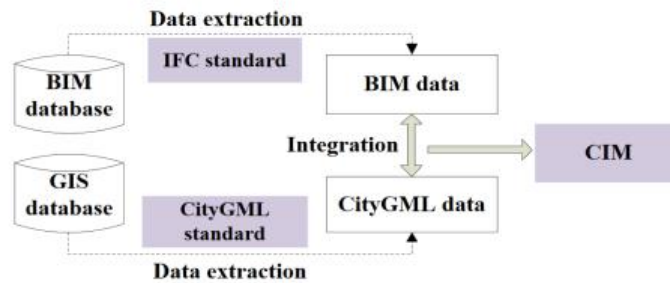 Data extraction
IFC standard
BIM
database
BIM data
Integration
CIM
GIS
database
CityGML
standard
CityGML data
Data extraction